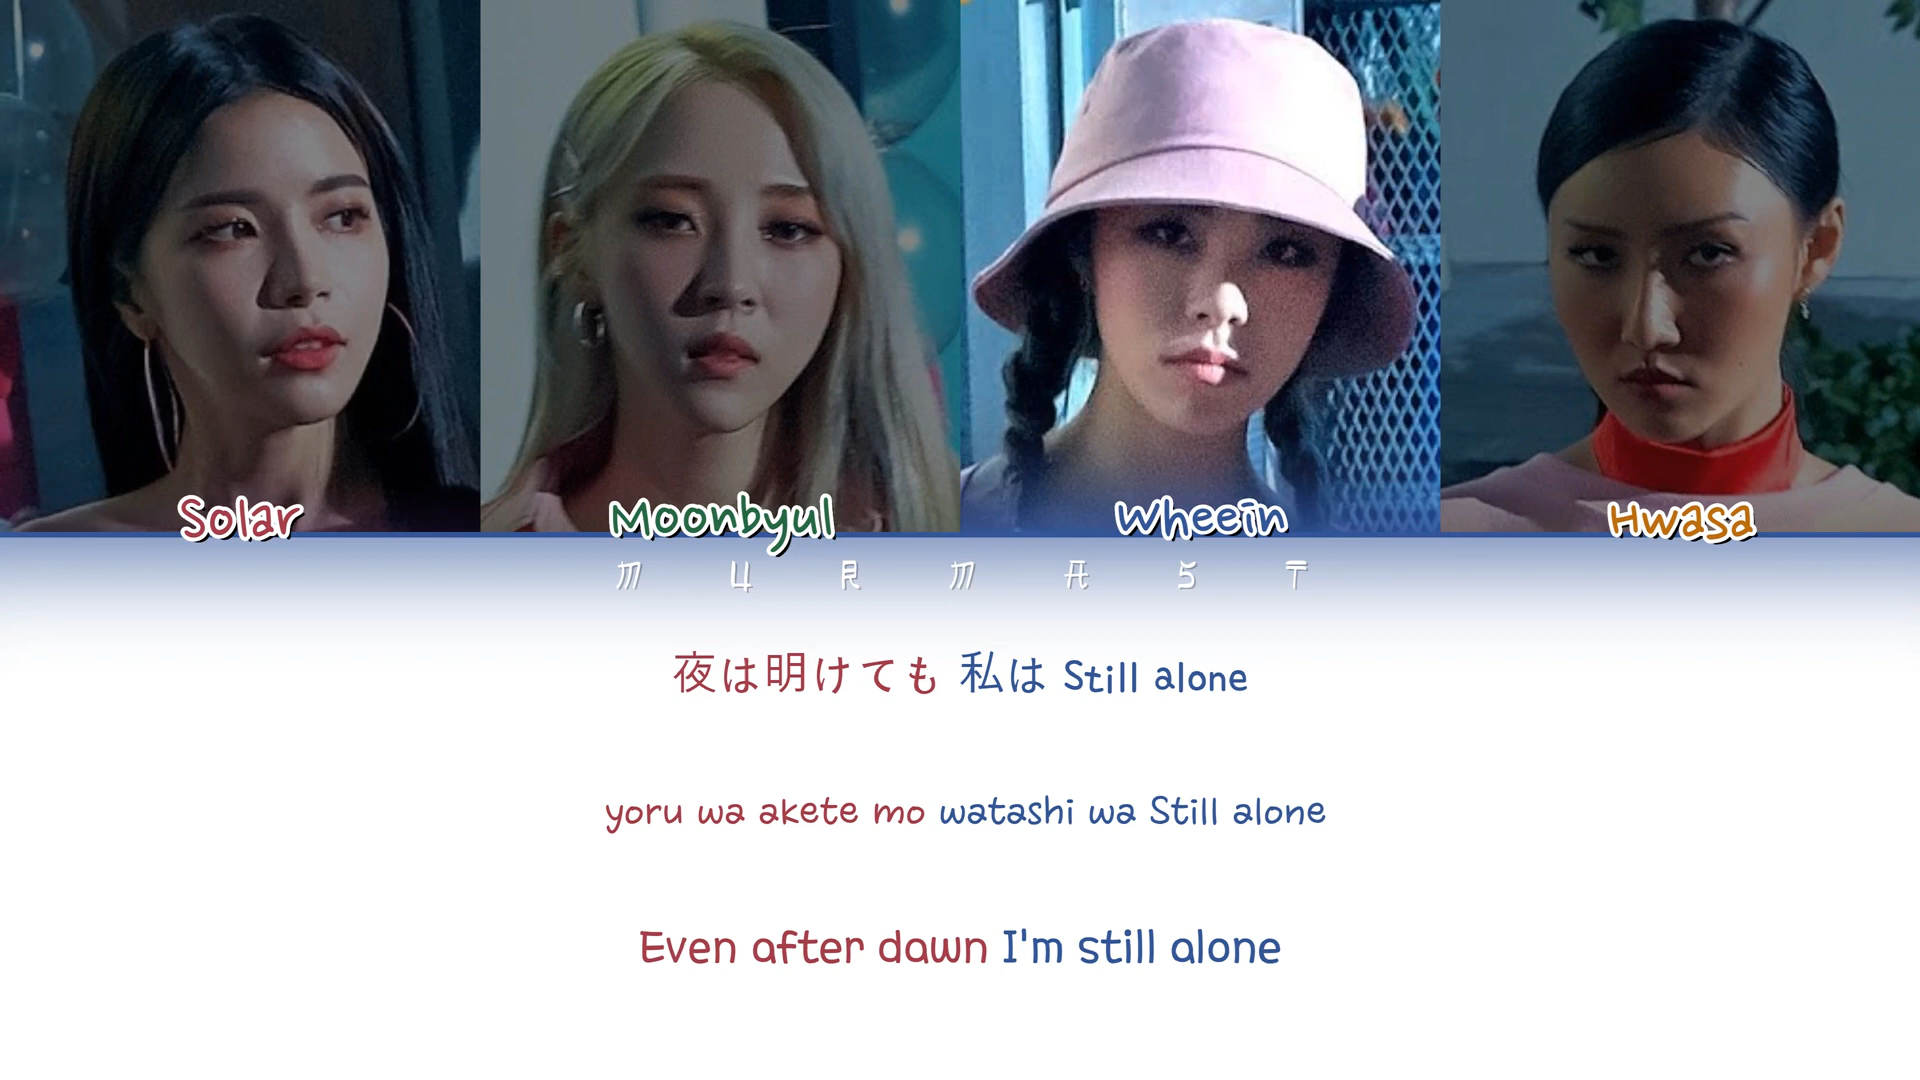 Solar
Moonbyul
Wheein
Hwasa
M U R M A S T
夜は明けても 私は Still alone
yoru wa akete mo watashi wa Still alone
Even after dawn I'm still alone